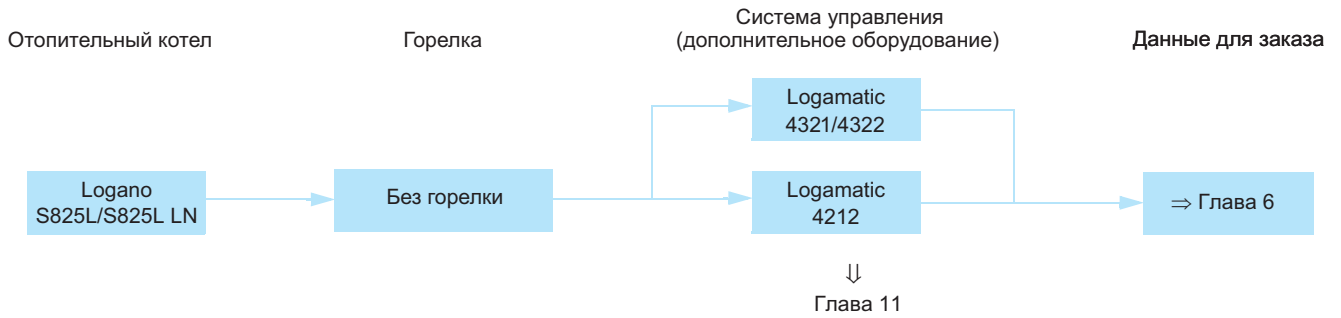 Отопительный котел
Горелка
Система управления
(дополнительное оборудование)
Данные для заказа
Logamatic
4321/4322
Logano
S825L/S825L LN
Без горелки
Logamatic
4212
⇒ Глава 6
⇓
Глава 11